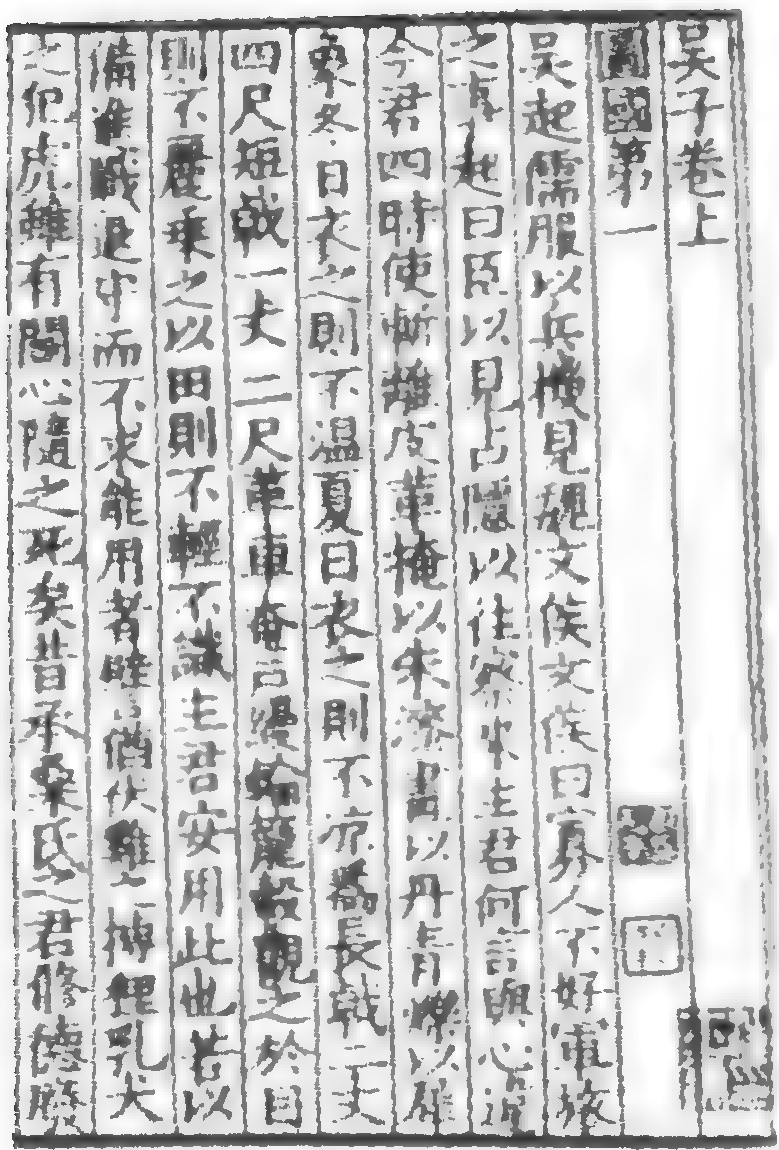 吳子卷上
圖國第一
吳起儒服以兵機見魏文侯文侯曰寡人不好軍旅
之事起曰臣以見占隱以往察來主君何言與心違
今君四時使斬離皮革掩以朱漆畫以丹青爍以犀
象冬日衣之則不溫夏日衣之則不凉爲長戟二丈
四尺短戟一丈二尺革車奄戶縵輪籠轂觀之於目
則不麗乘之以田則不輕不識主君安用此也若以
備進戰退守而不求能用者譬猶伏雞之搏狸乳犬
之犯虎雖有鬭心隨之死矣昔承桑氏之君修德廢